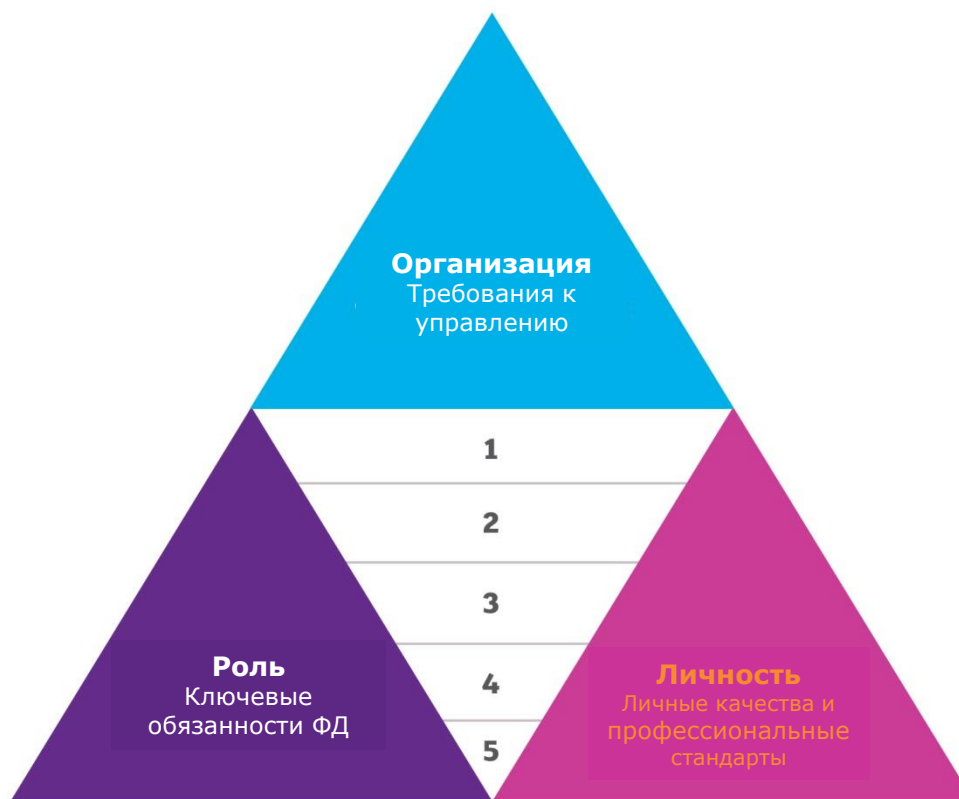 Организация
Требования к
управлению
1
2
3
4
5
Роль
Ключевые
обязанности ФД
Личность
Личные качества и
профессиональные
стандарты